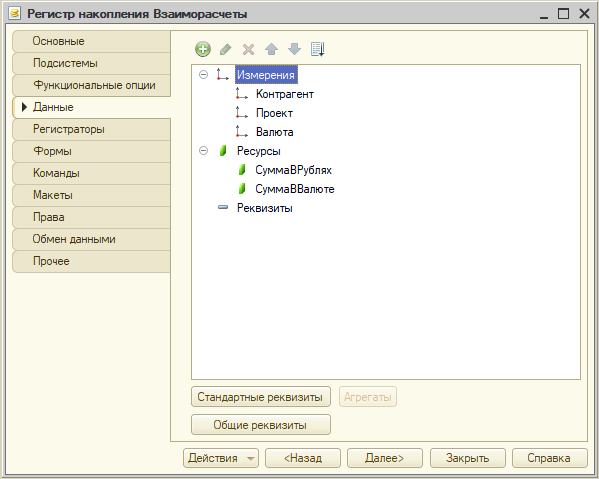 Регистр накопления Взаиморасчеты
Основные
Подсистемы
Функциональные опции
Данные
Регистраторы
Формы
Команды
Макеты
Права
Обмен данными
Прочее
Измерения
Контрагент
Проект
Валюта
Ресурсы
СуммаВРублях
СуммаВВалюте
Реквизиты
Стандартные реквизиты
Агрегаты
Общие реквизиты
Действия
<Назад
Далее>
Закрыть
Справка